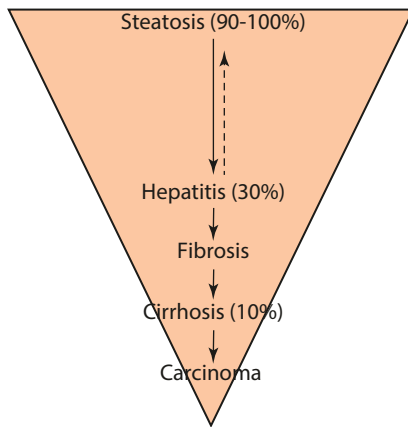 Steatosis (90-100%)
Hepatitis (30%)
Fibrosis
Cirrhosis (10%)
Carcinoma